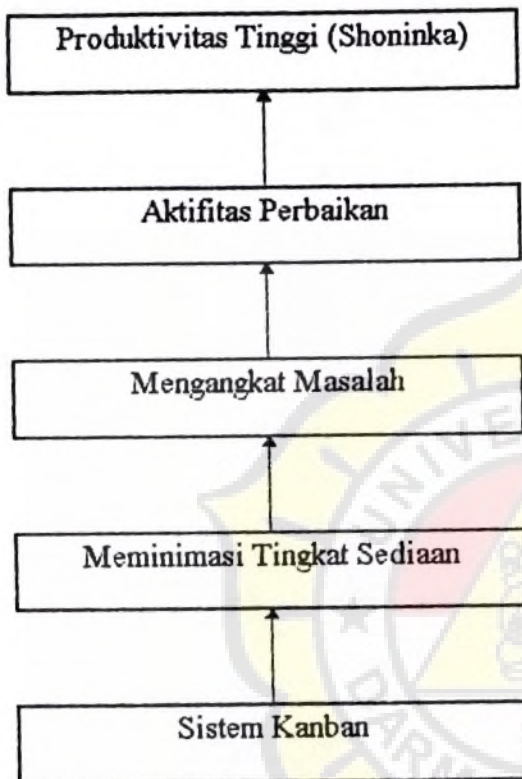 Produktivitas Tinggi (Shoninka)
Aktifitas Perbaikan
Mengangkat Masalah
Meminimasi Tingkat Sediaan
Sistem Kanban